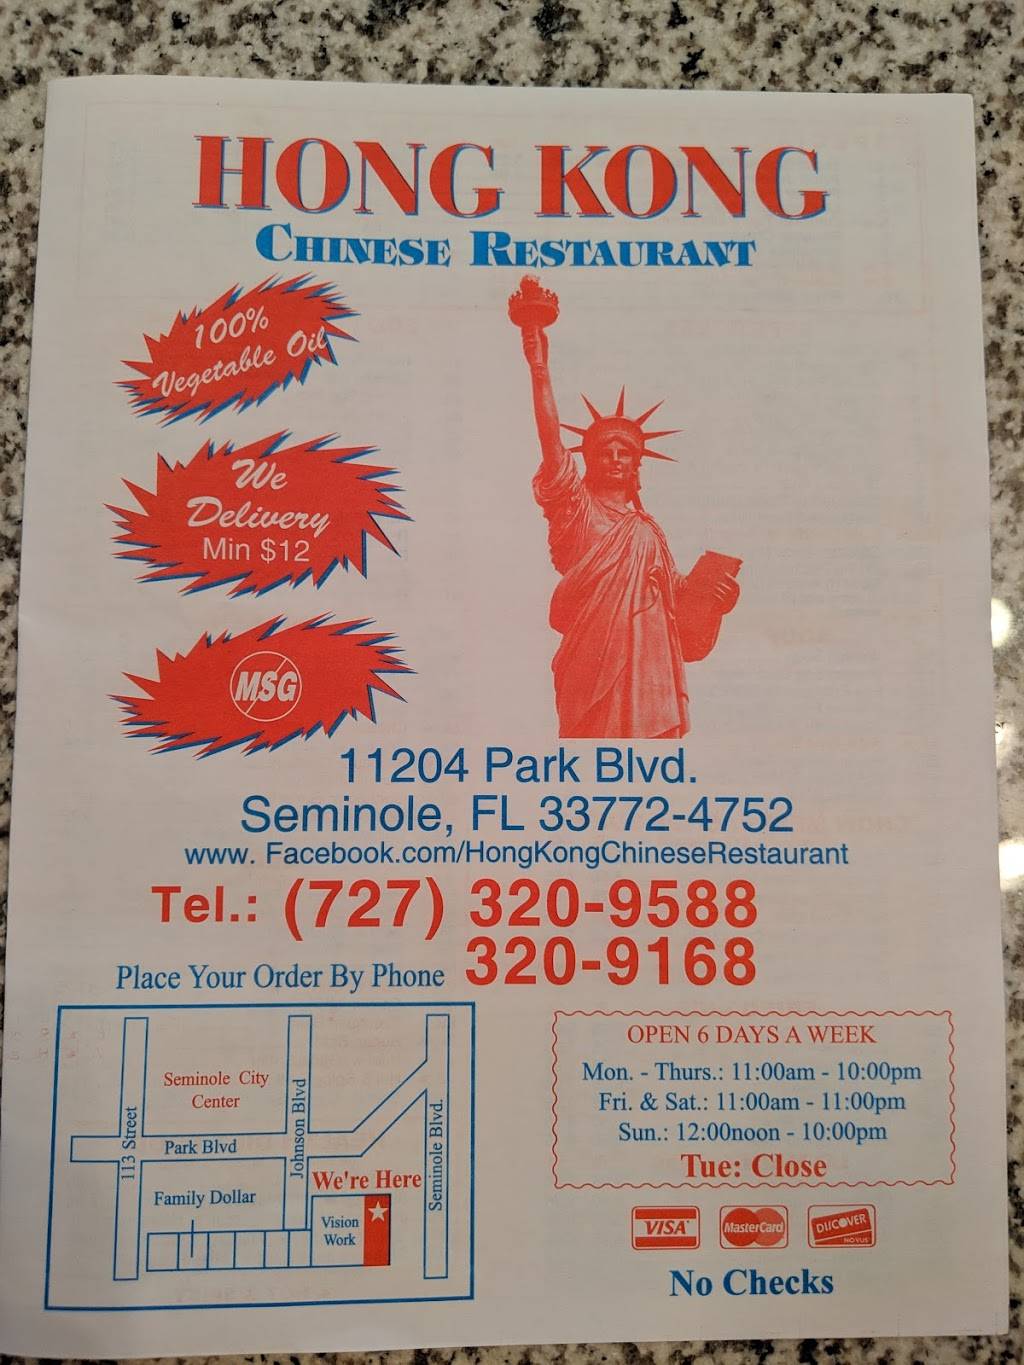 HONG KONG
CHINESE RESTAURANT
100%
Vegetable Oil
We
Delivery
Min $12
MSG
11204 Park Blvd.
Seminole, FL 33772-4752
www. Facebook.com/HongKongChineseRestaurant
Tel.: (727) 320-9588
320-9168
Place Your Order By Phone
Seminole City
Center
113 Street
Park Blvd
Johnson Blvd
Seminole Blvd.
We're Here
Family Dollar
Vision
Work
OPEN 6 DAYS A WEEK
Mon. - Thurs.: 11:00am - 10:00pm
Fri. & Sat.: 11:00am - 11:00pm
Sun.: 12:00noon - 10:00pm
Tue: Close
VISA
MasterCard
DISCOVER
NOVUS
No Checks